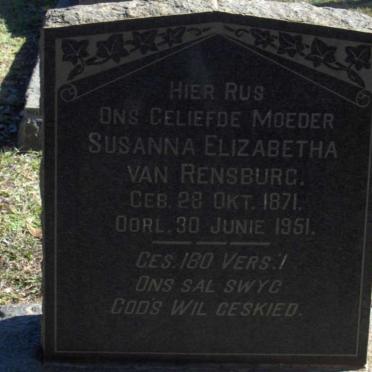 HIER RUS
ONS GELIEFDE MOEDER
SUSANNA ELIZABETHA
VAN RENSBURG.
GEB. 28 OKT. 1871.
OORL. 30 JUNIE 1951.
GES. 180 VERS. 1
ONS SAL SWYG
GOD'S WIL GESKIED.